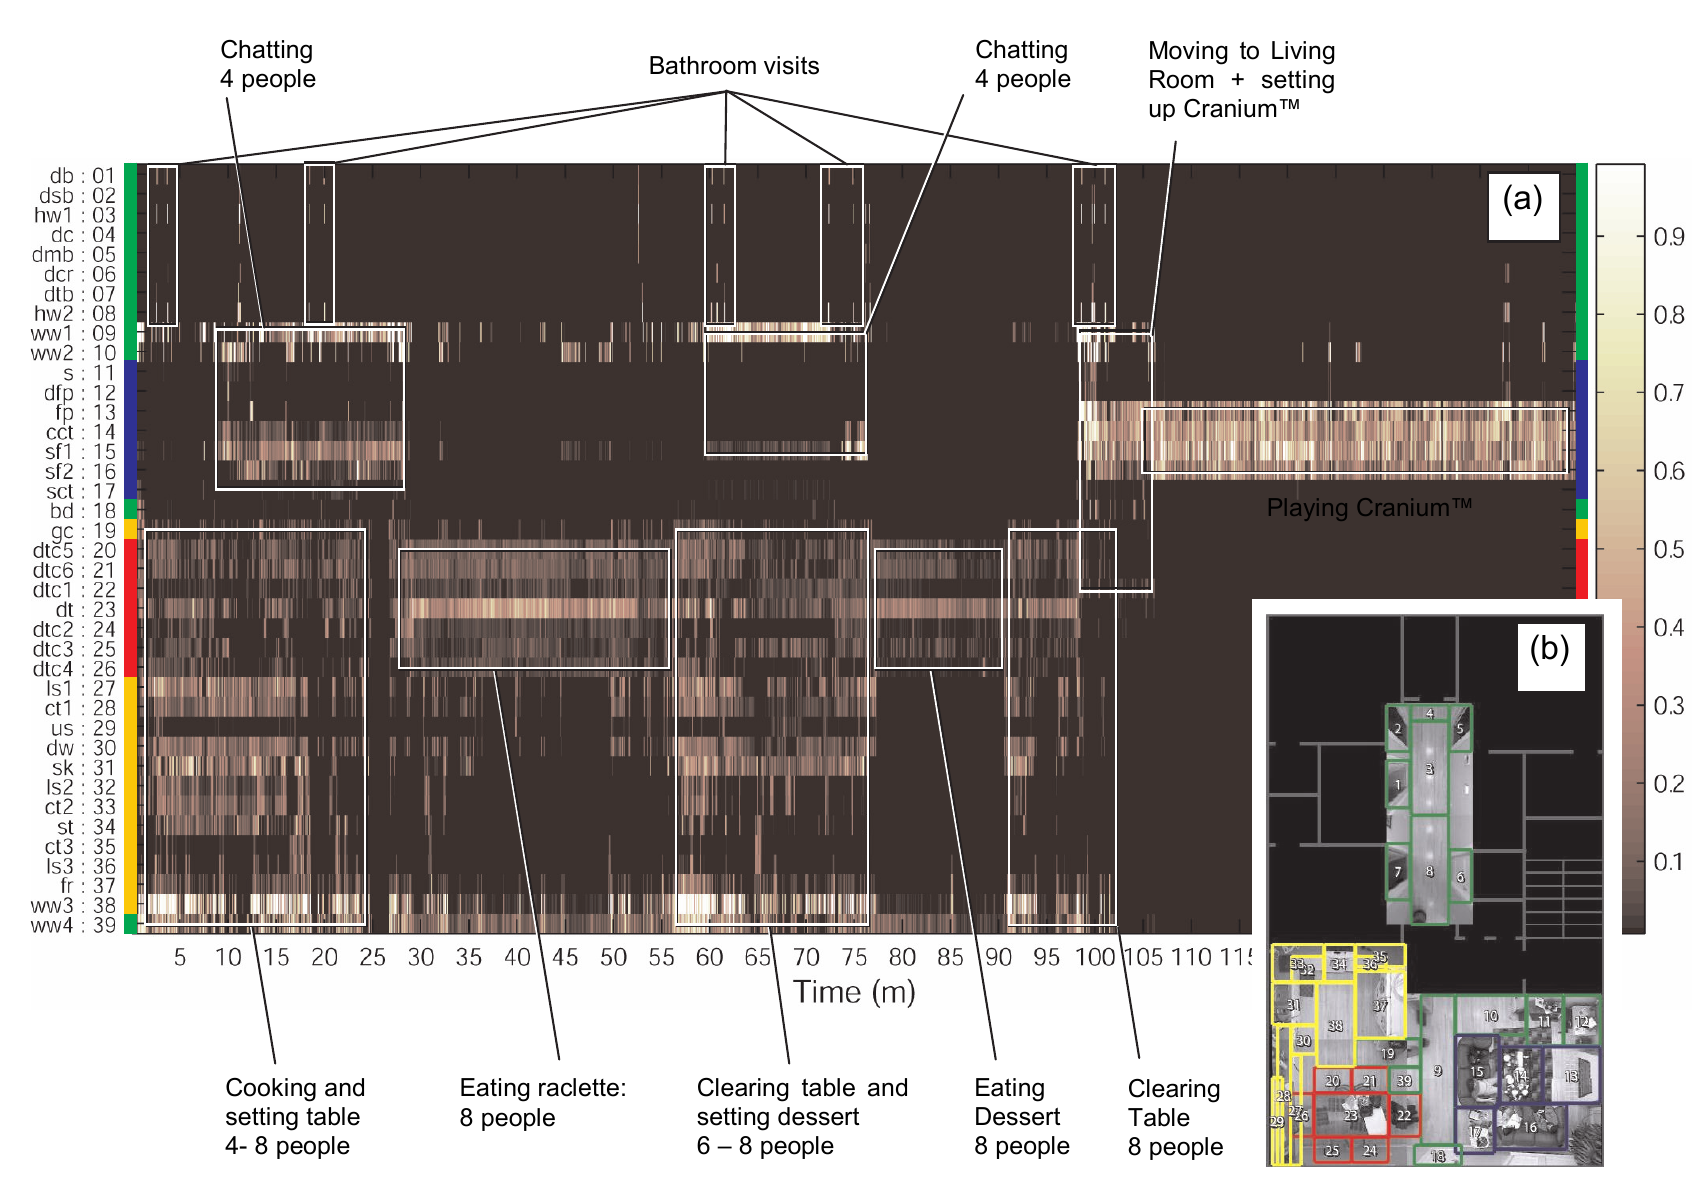 Chatting
4 people
Bathroom visits
Chatting
4 people
Moving to Living
Room + setting
up Cranium™
(a)
db : 01
dsb : 02
hw1 : 03
dc : 04
dmb : 05
dcr : 06
dtb : 07
hw2 : 08
ww1 : 09
ww2 : 10
s : 11
dfp : 12
fp : 13
cct : 14
sf1 : 15
sf2 : 16
sct : 17
bd : 18
gc : 19
dtc5 : 20
dtc6 : 21
dtc1 : 22
dt : 23
dtc2 : 24
dtc3 : 25
dtc4 : 26
ls1 : 27
ct1 : 28
us : 29
dw : 30
sk : 31
ls2 : 32
ct2 : 33
st : 34
ct3 : 35
ls3 : 36
fr : 37
ww3 : 38
ww4 : 39
Playing Cranium™
0.9
0.8
0.7
0.6
0.5
0.4
0.3
0.2
0.1
5 10 15 20 25 30 35 40 45 50 55 60 65 70 75 80 85 90 95 100 105 110 115
Time (m)
(b)
4
2 5
3
1
7 8 6
33 32 34 36 35
31 37
38
30 19
10 11 12
9 15 14 13
20 21 39
28 27 26 23 22
29
25 24
17 16
18
Cooking and
setting table
4- 8 people
Eating raclette:
8 people
Clearing table and
setting dessert
6 – 8 people
Eating
Dessert
8 people
Clearing
Table
8 people